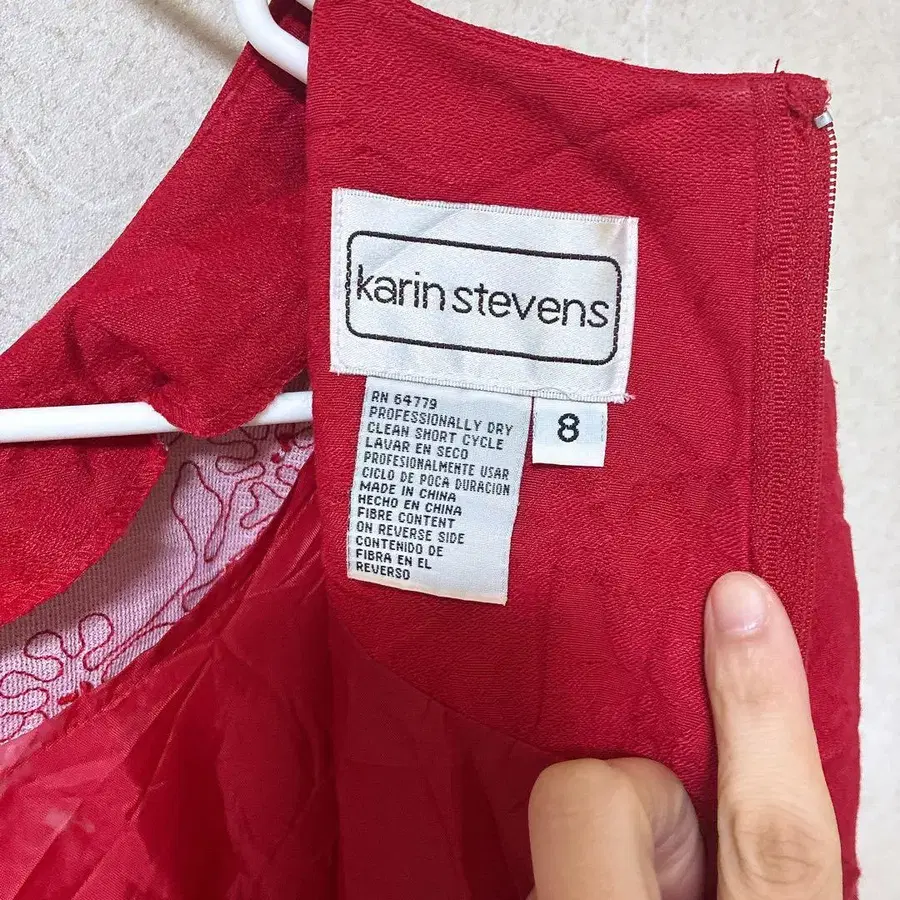 karin stevens
RN 64779
PROFESSIONALLY DRY
CLEAN SHORT CYCLE
LAVAR EN SECO
PROFESIONALMENTE USAR
CICLO DE POCA DURACION
MADE IN CHINA
HECHO EN CHINA
FIBRE CONTENT
ON REVERSE SIDE
CONTENIDO DE
FIBRA EN EL
REVERSO
8